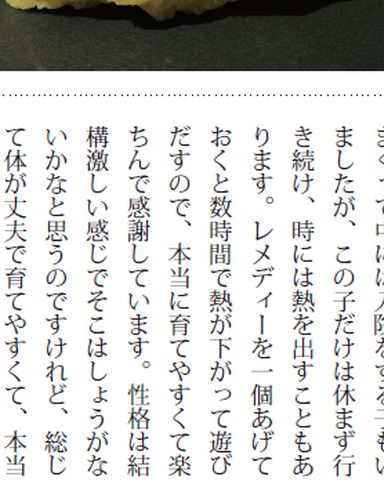 ましたが、この子だけは休まず行
き続け、時には熱を出すこともあ
ります。レメディーを一個あげて
おくと数時間で熱が下がって遊び
だすので、本当に育てやすくて楽
ちんで感謝しています。性格は結
構激しい感じでそこはしょうがな
いかなと思うのですけれど、総じ
て体が丈夫で育てやすくて、本当